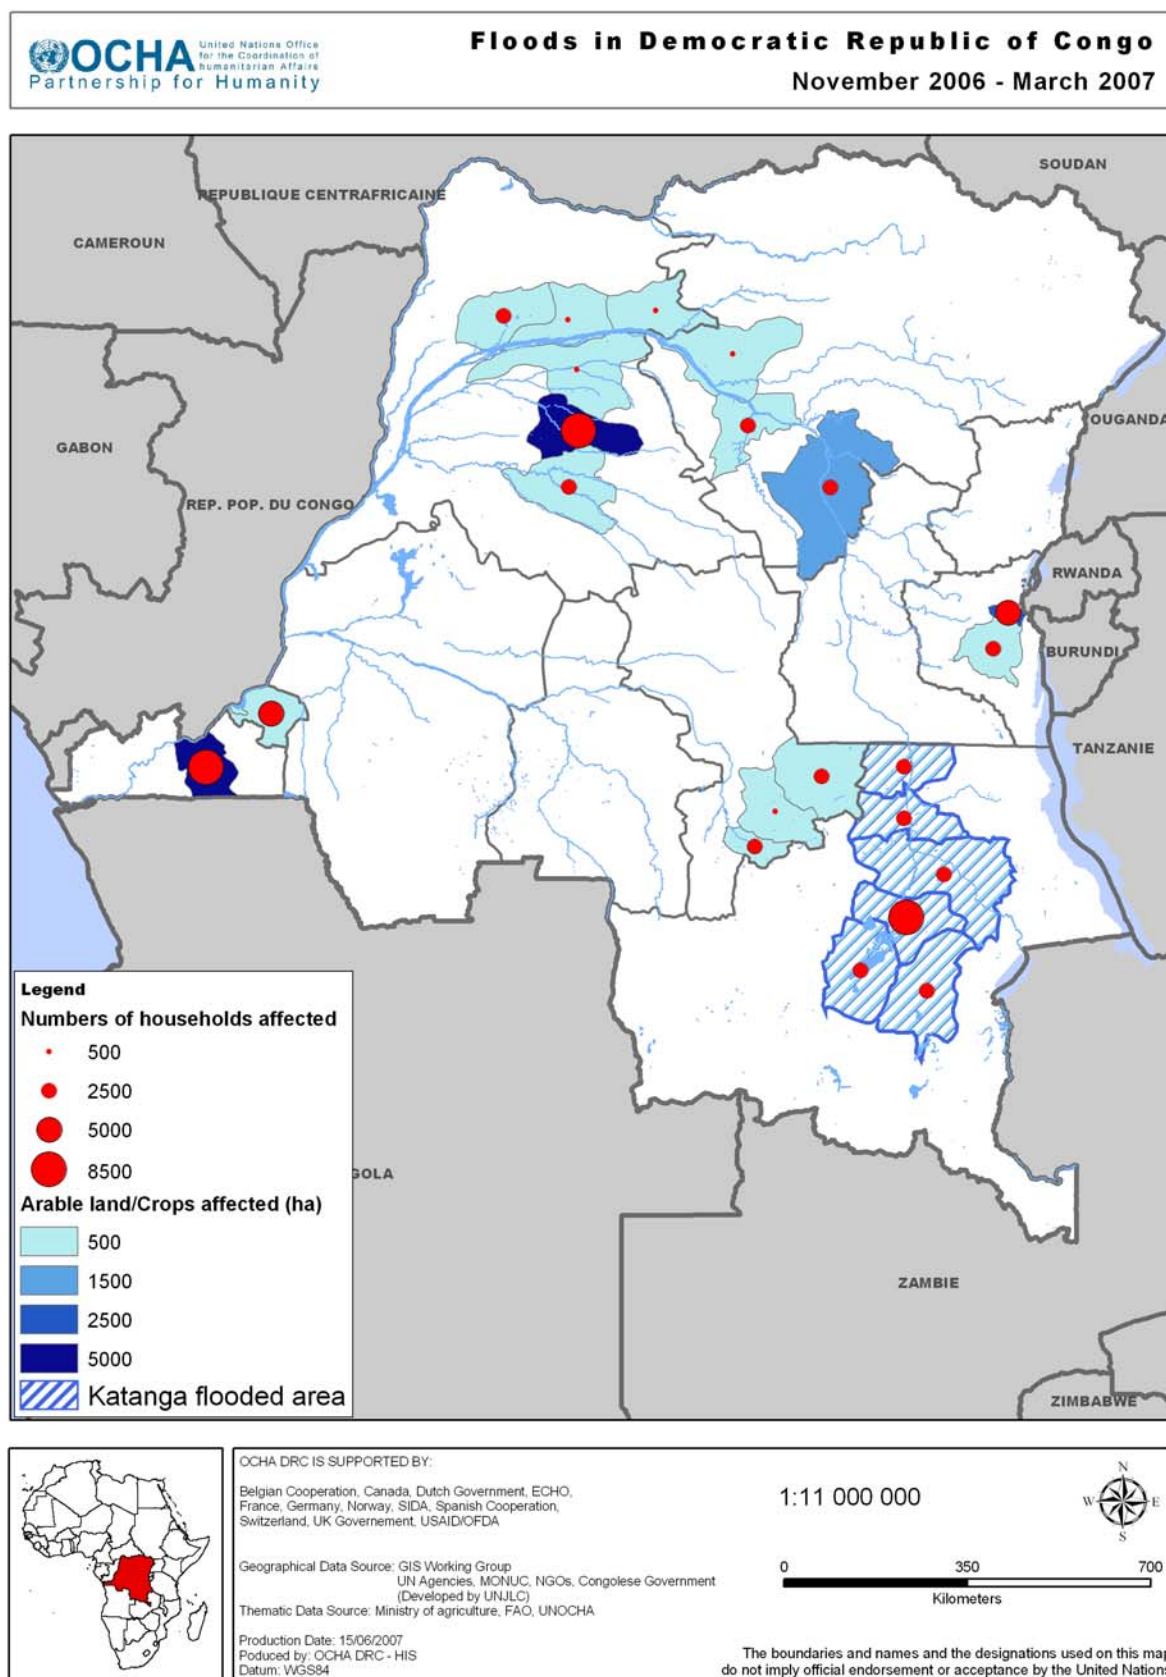 OCHA
United Nations Office
for the Coordination of
humanitarian Affairs
Partnership for Humanity
Floods in Democratic Republic of Congo
November 2006 - March 2007
SOUDAN
REPUBLIQUE CENTRAFRICAINE
CAMEROUN
OUGANDA
GABON
REP. POP. DU CONGO
RWANDA
BURUNDI
TANZANIE
GOLA
ZAMBIE
ZIMBABWE
Legend
Numbers of households affected
500
2500
5000
8500
Arable land/Crops affected (ha)
500
1500
2500
5000
Katanga flooded area
OCHA DRC IS SUPPORTED BY:
Belgian Cooperation, Canada, Dutch Government, ECHO,
France, Germany, Norway, SIDA, Spanish Cooperation,
Switzerland, UK Governement, USAID/OFDA
Geographical Data Source: GIS Working Group
UN Agencies, MONUC, NGOs, Congolese Government
(Developed by UNJLC)
Thematic Data Source: Ministry of agriculture, FAO, UNOCHA
Production Date: 15/06/2007
Poduced by: OCHA DRC - HIS
Datum: WGS84
1:11 000 000
N
W E
S
0 350 700
Kilometers
The boundaries and names and the designations used on this map
do not imply official endorsement or acceptance by the United Nations